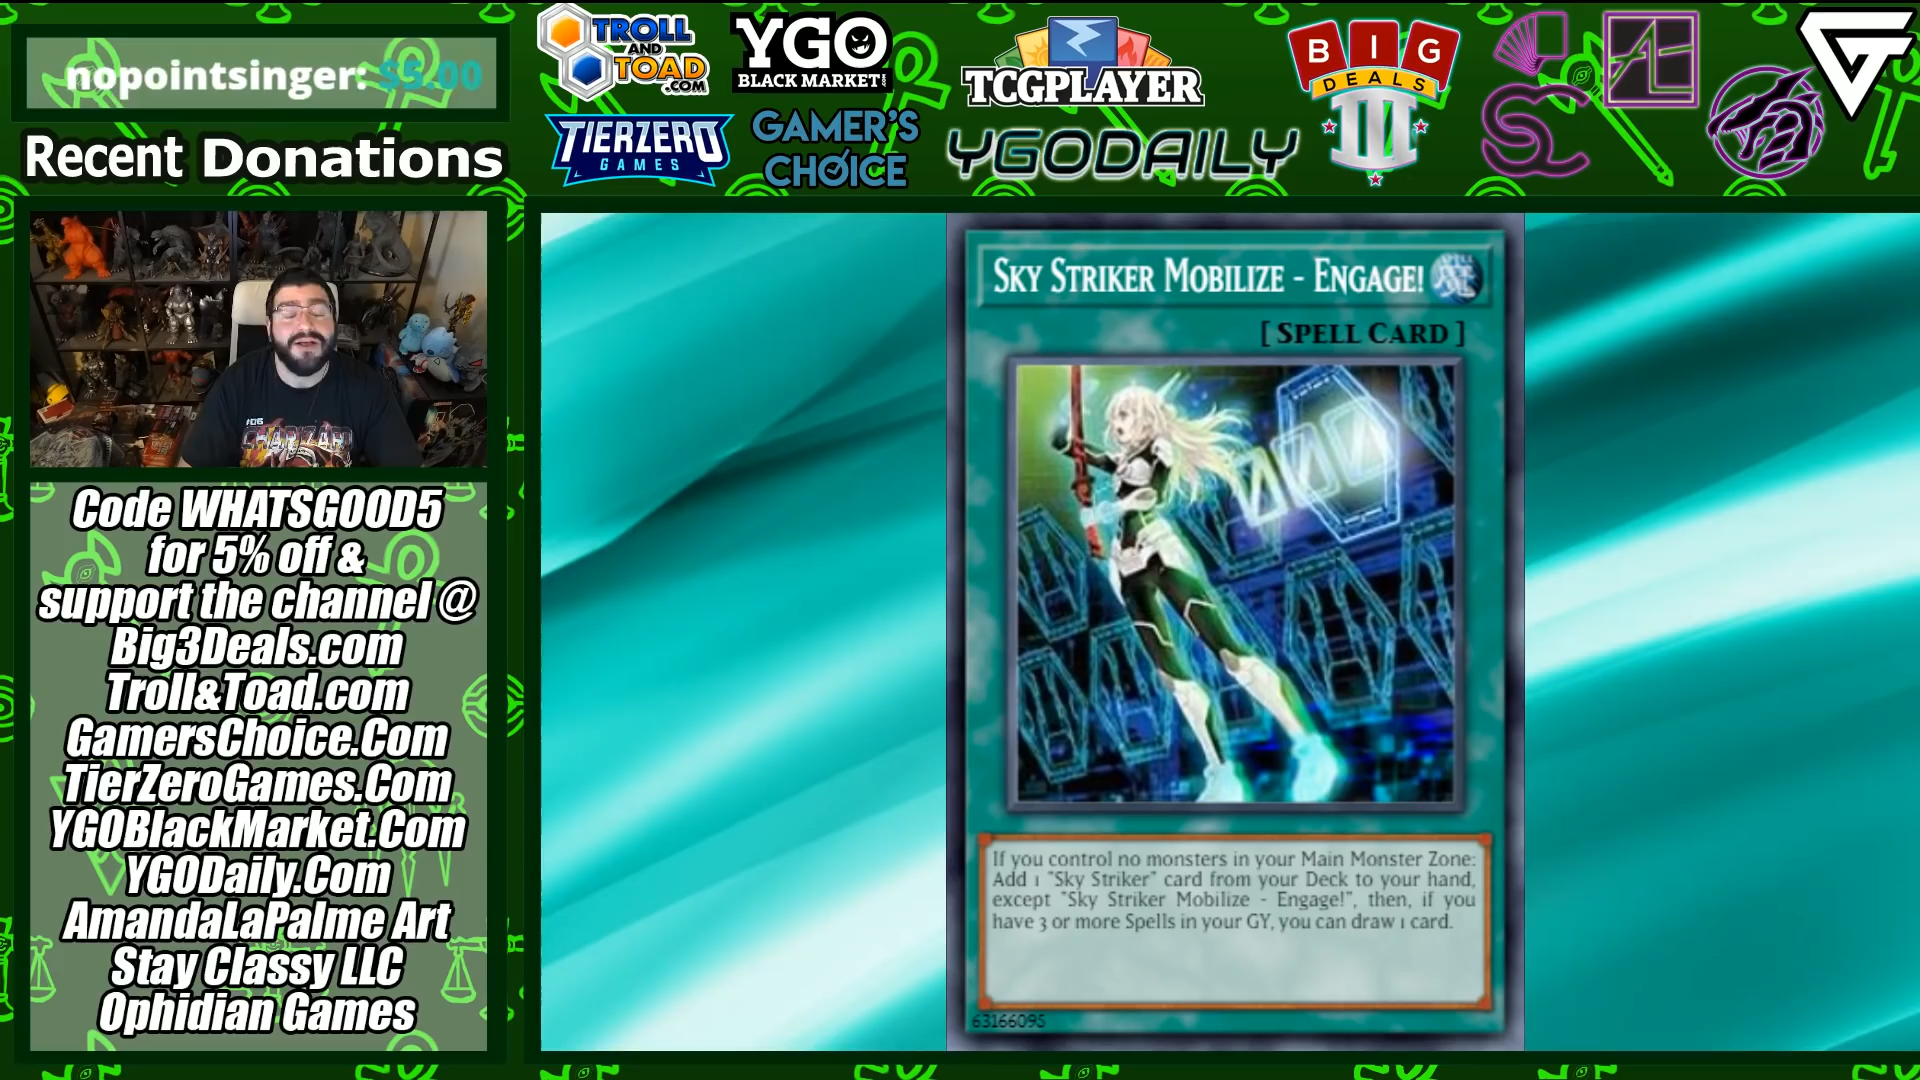 nopointsinger: $5.00
Recent Donations
TROLL
AND
TOAD
.COM
YGO
BLACK MARKET!
TCGPLAYER
BIG
DEALS
III
TIERZERO
GAMES
GAMER'S
CHOICE
YGODAILY
#06
CHARIZARD
Code WHATSGOOD5
for 5% off &
support the channel @
Big3Deals.com
Troll&Toad.com
GamersChoice.Com
TierZeroGames.Com
YGOBlackMarket.Com
YGODaily.Com
AmandaLaPalme Art
Stay Classy LLC
Ophidian Games
SKY STRIKER MOBILIZE - ENGAGE!
[ SPELL CARD ]
If you control no monsters in your Main Monster Zone:
Add 1 "Sky Striker" card from your Deck to your hand,
except "Sky Striker Mobilize - Engage!", then, if you
have 3 or more Spells in your GY, you can draw 1 card.
63166095